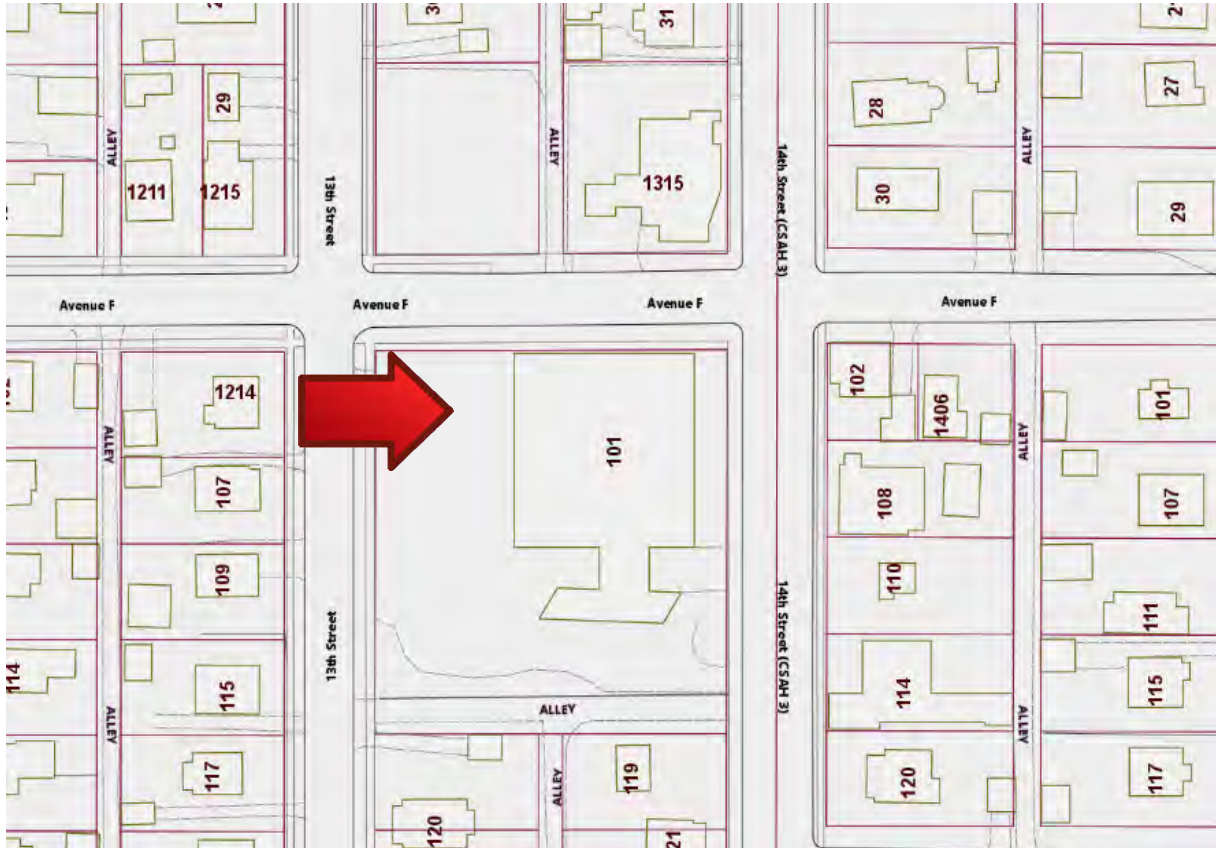 31
27
29
28
ALLEY
ALLEY
ALLEY
1211
1215
1315
30
29
13th Street
14th Street (CSAH 3)
Avenue F
Avenue F
Avenue F
Avenue F
1214
102
1406
101
101
ALLEY
ALLEY
107
108
107
109
110
111
13th Street
14th Street (CSAH 3)
114
115
114
115
ALLEY
ALLEY
ALLEY
ALLEY
117
119
120
117
120